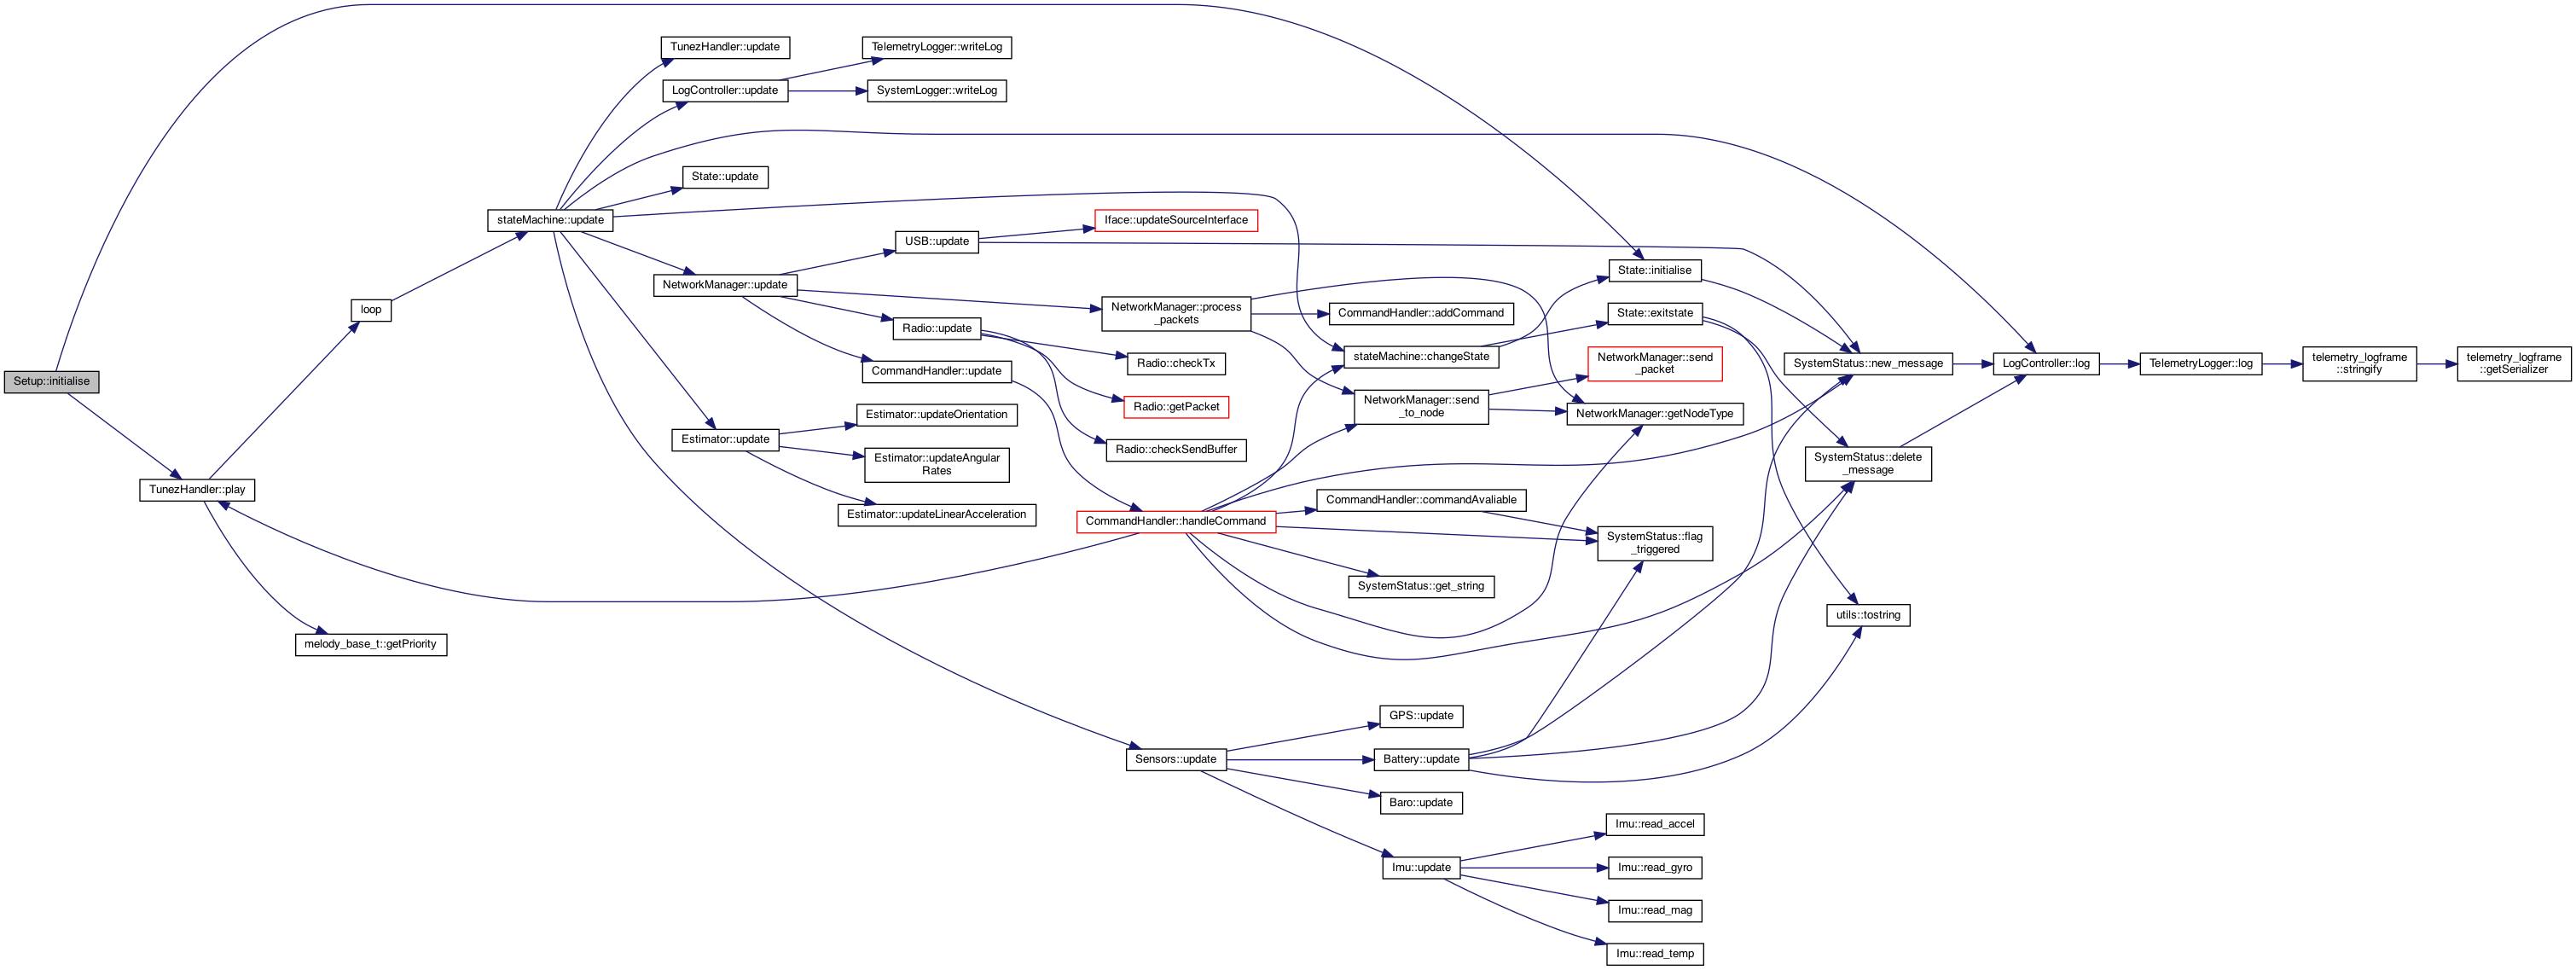 TunezHandler::update
TelemetryLogger::writeLog
LogController::update
SystemLogger::writeLog
State::update
stateMachine::update
Iface::updateSourceInterface
USB::update
State::initialise
NetworkManager::update
loop
NetworkManager::process
_packets
CommandHandler::addCommand
State::exitstate
Radio::update
stateMachine::changeState
Radio::checkTx
NetworkManager::send
_packet
SystemStatus::new_message
LogController::log
TelemetryLogger::log
telemetry_logframe
::stringify
telemetry_logframe
::getSerializer
CommandHandler::update
Setup::initialise
Radio::getPacket
NetworkManager::send
_to_node
NetworkManager::getNodeType
Estimator::updateOrientation
Estimator::update
Radio::checkSendBuffer
Estimator::updateAngular
Rates
SystemStatus::delete
_message
TunezHandler::play
CommandHandler::commandAvaliable
Estimator::updateLinearAcceleration
CommandHandler::handleCommand
SystemStatus::flag
_triggered
SystemStatus::get_string
utils::tostring
melody_base_t::getPriority
GPS::update
Sensors::update
Battery::update
Baro::update
Imu::read_accel
Imu::update
Imu::read_gyro
Imu::read_mag
Imu::read_temp